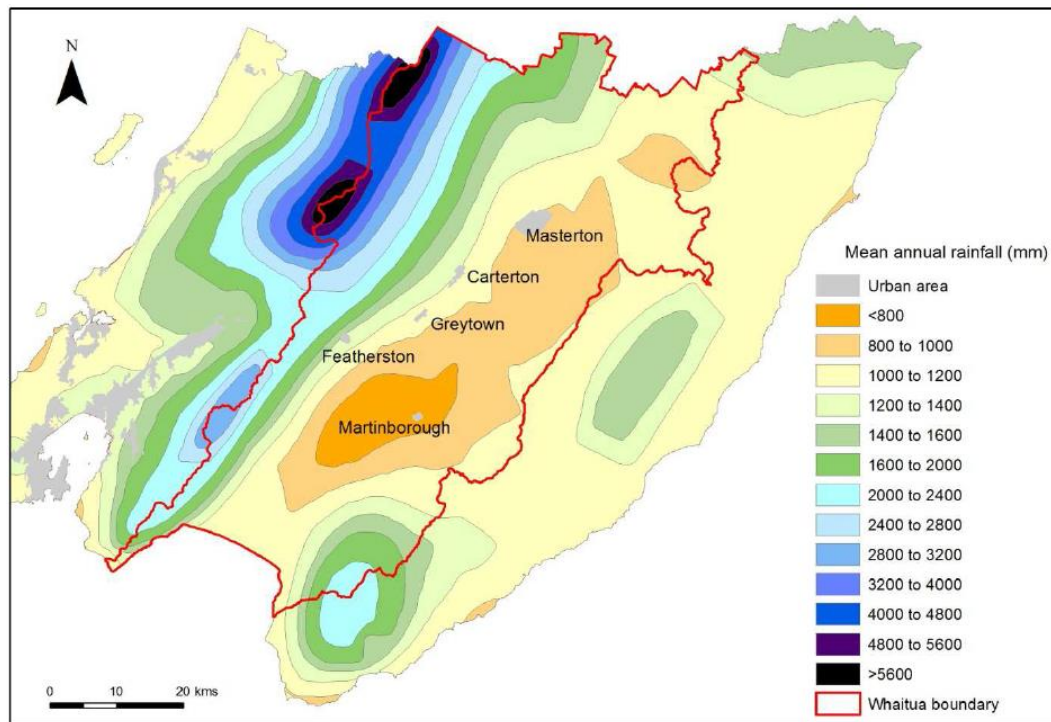 N
Masterton
Carterton
Greytown
Featherston
Martinborough
Mean annual rainfall (mm)
Urban area
<800
800 to 1000
1000 to 1200
1200 to 1400
1400 to 1600
1600 to 2000
2000 to 2400
2400 to 2800
2800 to 3200
3200 to 4000
4000 to 4800
4800 to 5600
>5600
Whaitua boundary
0 10 20 kms